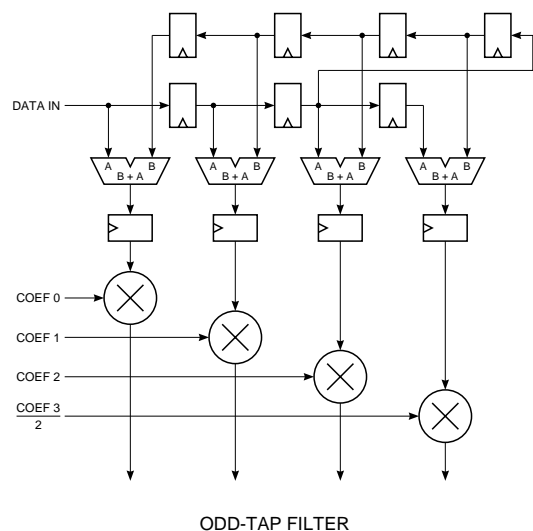 DATA IN
A B A B A B A B
B + A B + A B + A B + A
COEF 0
COEF 1
COEF 2
COEF 3
2
ODD-TAP FILTER